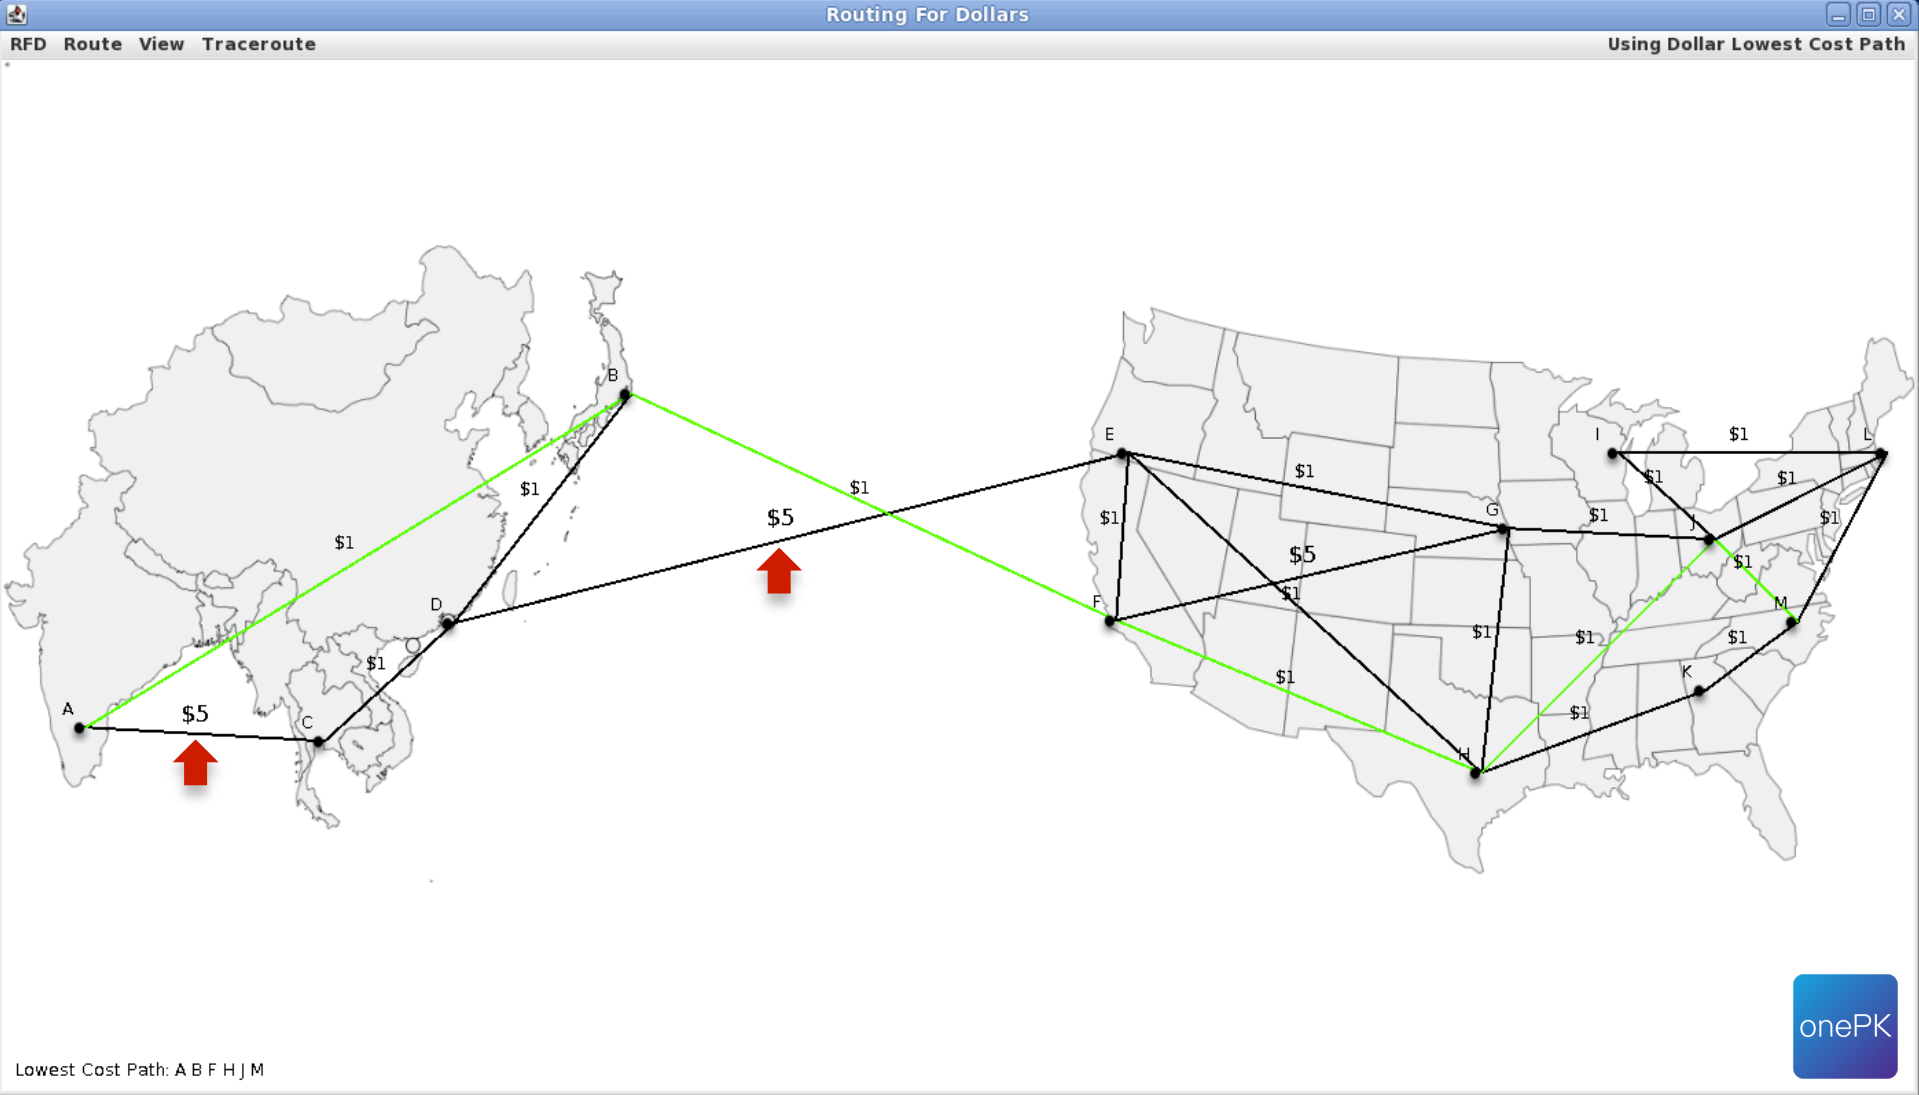 Routing For Dollars
RFD Route View Traceroute
Using Dollar Lowest Cost Path
B
E
I
$1
L
$1
$1
$1
$1
$1
$1
G
$5
$1
$1
J
$1
$1
$5
$1
$1
F
D
M
$1
$1
$1
$1
K
$1
A
$5
C
$1
H
onePK
Lowest Cost Path: A B F H J M